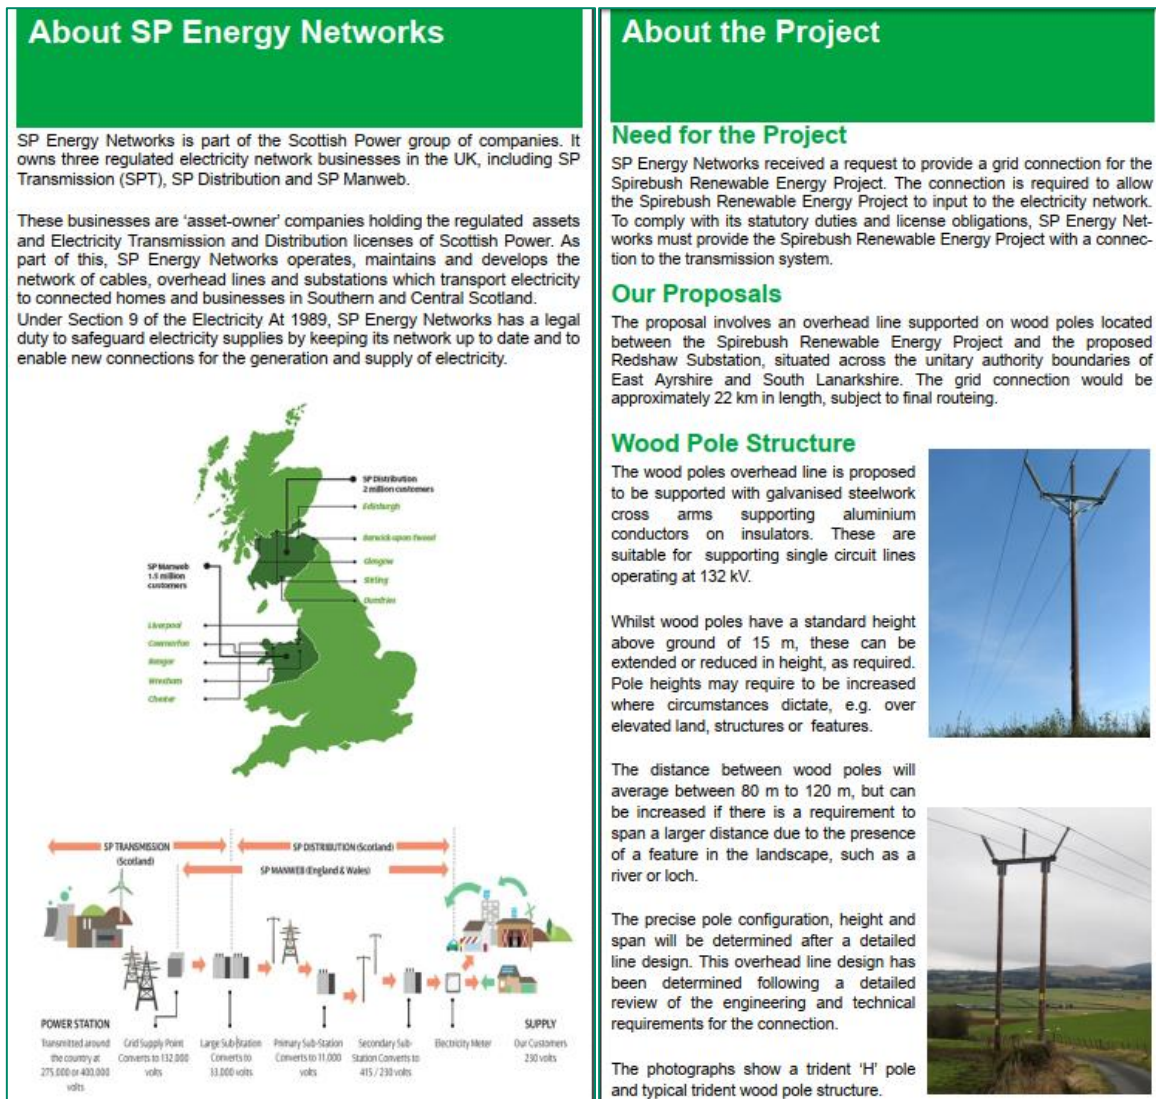 About SP Energy Networks
SP Energy Networks is part of the Scottish Power group of companies. It
owns three regulated electricity network businesses in the UK, including SP
Transmission (SPT), SP Distribution and SP Manweb.
These businesses are ‘asset-owner’ companies holding the regulated assets
and Electricity Transmission and Distribution licenses of Scottish Power. As
part of this, SP Energy Networks operates, maintains and develops the
network of cables, overhead lines and substations which transport electricity
to connected homes and businesses in Southern and Central Scotland.
Under Section 9 of the Electricity At 1989, SP Energy Networks has a legal
duty to safeguard electricity supplies by keeping its network up to date and to
enable new connections for the generation and supply of electricity.
SP Distribution
2 million customers
Edinburgh
Berwick upon Tweed
Glasgow
Stirling
Dumfries
SP Manweb
1.5 million
customers
Liverpool
Caernarfon
Bangor
Wrexham
Chester
SP TRANSMISSION
(Scotland)
SP DISTRIBUTION (Scotland)
SP MANWEB (England & Wales)
POWER STATION
Transmitted around
the country at
275,000 or 400,000
volts
Grid Supply Point
Converts to 132,000
volts
Large Sub-Station
Converts to
33,000 volts
Primary Sub-Station
Converts to 11,000
volts
Secondary Sub-
Station Converts to
415 / 230 volts
Electricity Meter
SUPPLY
Our Customers
230 volts
About the Project
Need for the Project
SP Energy Networks received a request to provide a grid connection for the
Spirebush Renewable Energy Project. The connection is required to allow
the Spirebush Renewable Energy Project to input to the electricity network.
To comply with its statutory duties and license obligations, SP Energy Net-
works must provide the Spirebush Renewable Energy Project with a connec-
tion to the transmission system.
Our Proposals
The proposal involves an overhead line supported on wood poles located
between the Spirebush Renewable Energy Project and the proposed
Redshaw Substation, situated across the unitary authority boundaries of
East Ayrshire and South Lanarkshire. The grid connection would be
approximately 22 km in length, subject to final routeing.
Wood Pole Structure
The wood poles overhead line is proposed
to be supported with galvanised steelwork
cross arms supporting aluminium
conductors on insulators. These are
suitable for supporting single circuit lines
operating at 132 kV.
Whilst wood poles have a standard height
above ground of 15 m, these can be
extended or reduced in height, as required.
Pole heights may require to be increased
where circumstances dictate, e.g. over
elevated land, structures or features.
The distance between wood poles will
average between 80 m to 120 m, but can
be increased if there is a requirement to
span a larger distance due to the presence
of a feature in the landscape, such as a
river or loch.
The precise pole configuration, height and
span will be determined after a detailed
line design. This overhead line design has
been determined following a detailed
review of the engineering and technical
requirements for the connection.
The photographs show a trident ‘H’ pole
and typical trident wood pole structure.